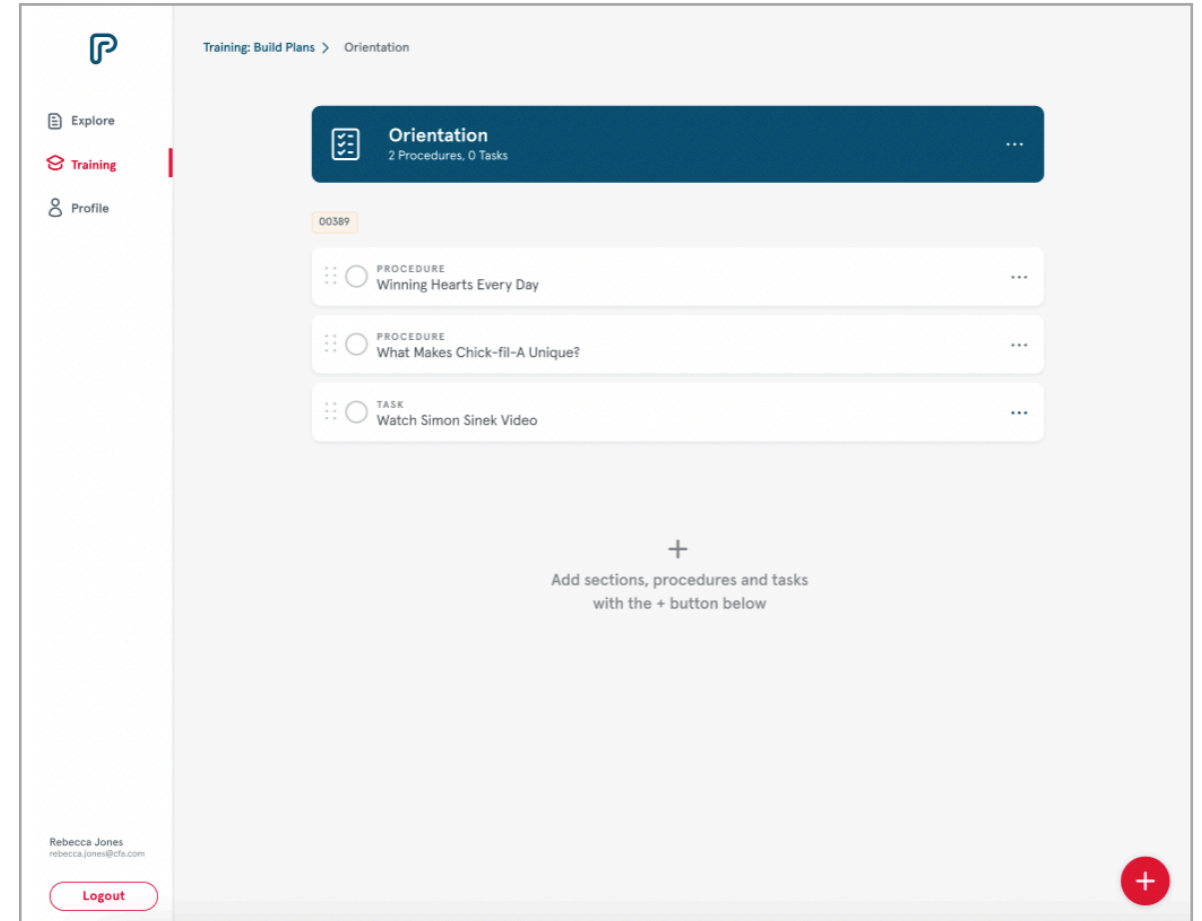 Training: Build Plans > Orientation
Explore
Training
Profile
Orientation
2 Procedures, 0 Tasks
00389
PROCEDURE
Winning Hearts Every Day
PROCEDURE
What Makes Chick-fil-A Unique?
TASK
Watch Simon Sinek Video
Add sections, procedures and tasks
with the + button below
Rebecca Jones
rebecca.jones@cfa.com
Logout